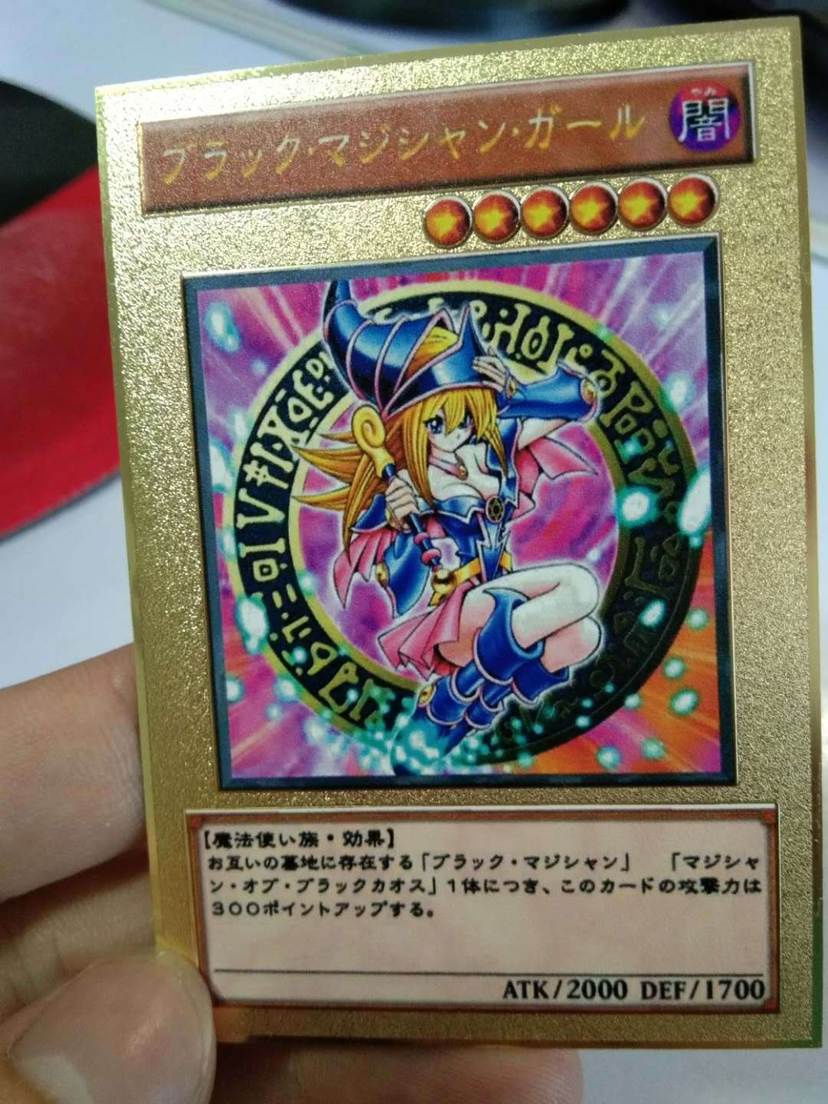 ブラック・マジシャン・ガール
やみ
闇
【魔法使い族・効果】
お互いの墓地に存在する「ブラック・マジシャン」 「マジシャ
ン・オブ・ブラックカオス」1体につき、このカードの攻撃力は
300ポイントアップする。
ATK/2000 DEF/1700